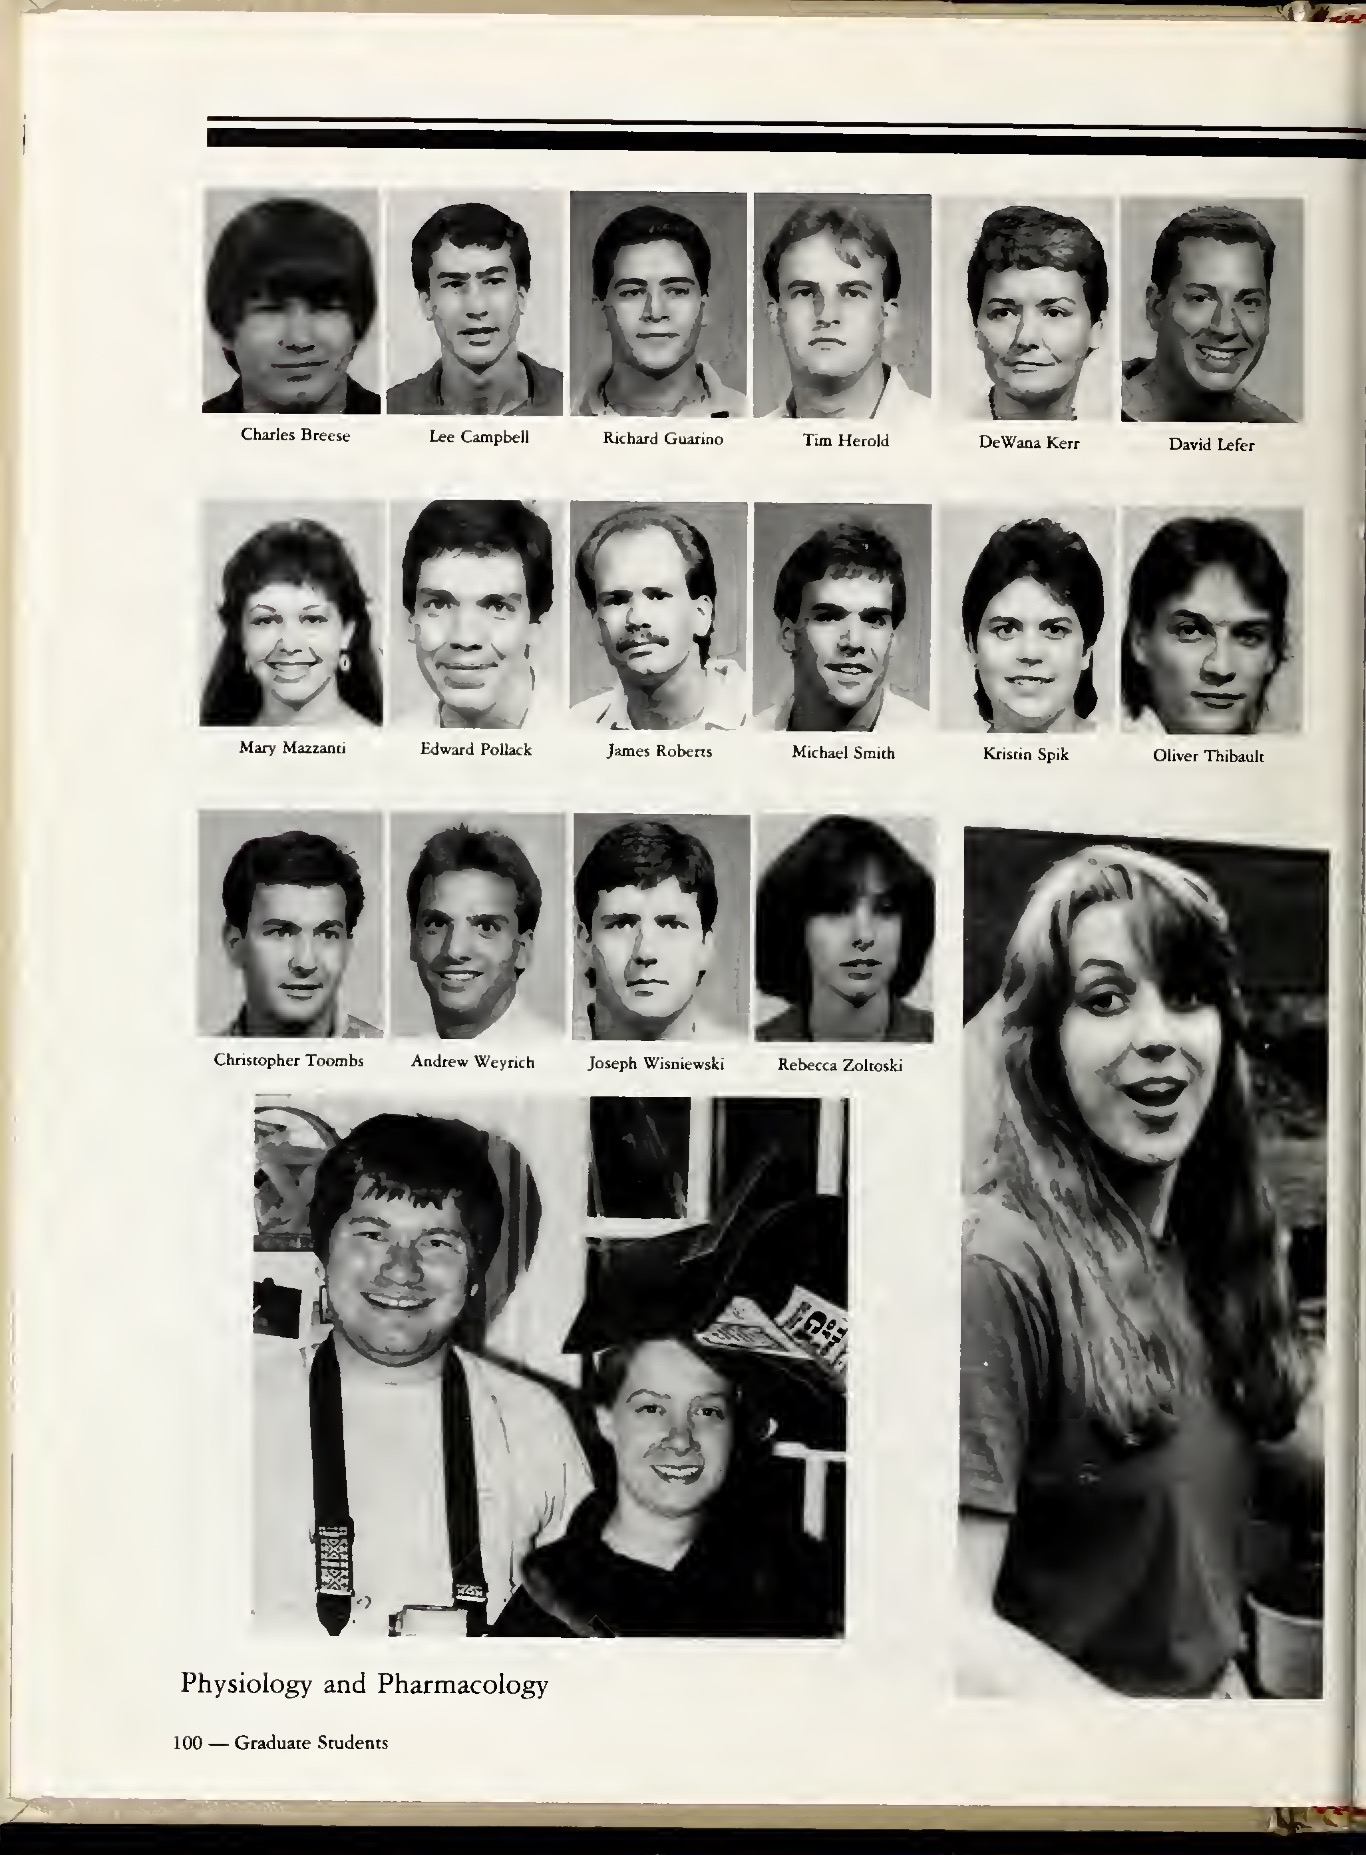 Charles Breese
Lee Campbell
Richard Guarino
Tim Herold
DeWana Kerr
David Lefer
Mary Mazzanti
Edward Pollack
James Roberts
Michael Smith
Kristin Spik
Oliver Thibault
Christopher Toombs
Andrew Weyrich
Joseph Wisniewski
Rebecca Zoltoski
Physiology and Pharmacology
100 — Graduate Students